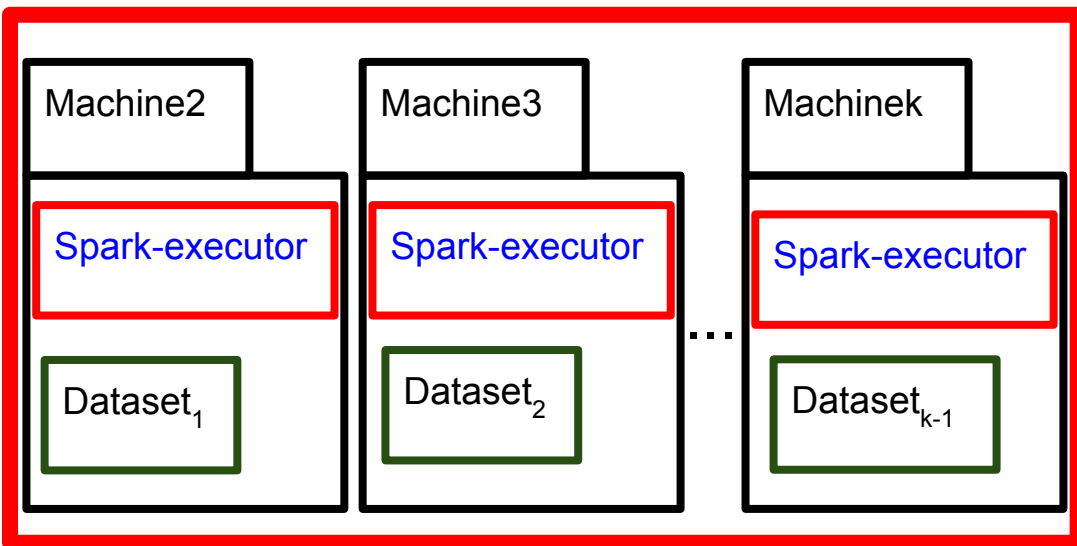 Machine2
Machine3
Machinek
Spark-executor
Spark-executor
Spark-executor
...
Dataset1
Dataset2
Datasetk-1